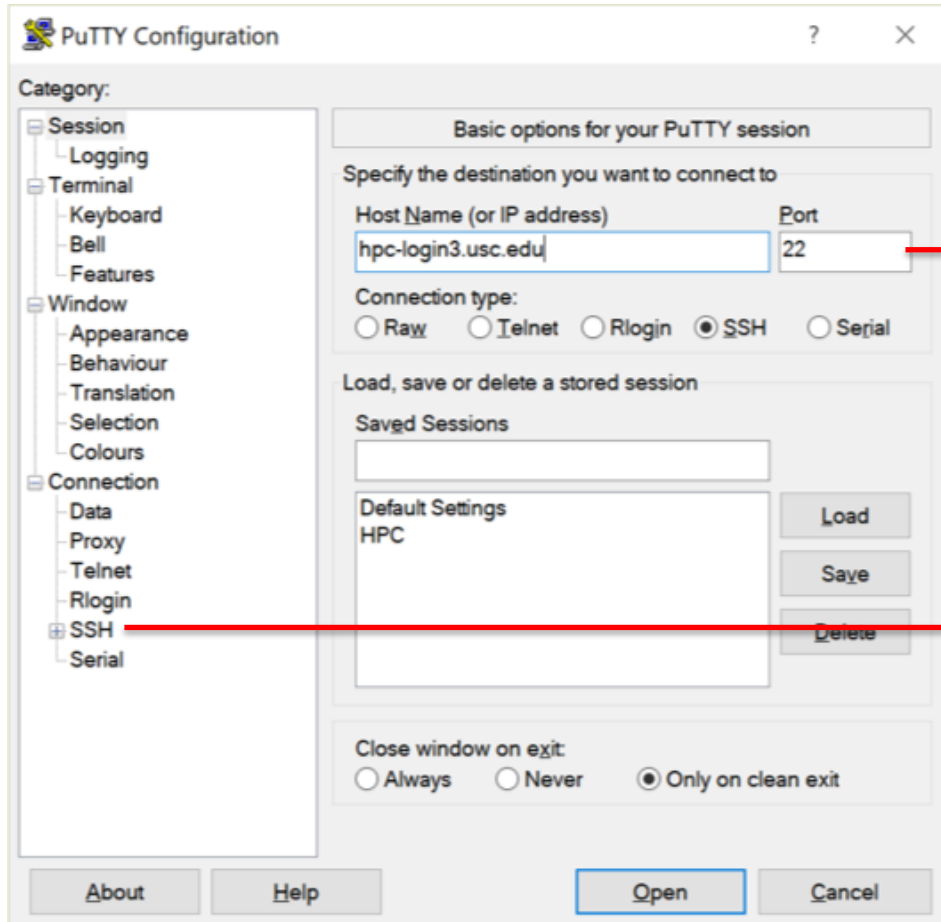 PuTTY Configuration ? ×
Category:
Session
Logging
Terminal
Keyboard
Bell
Features
Window
Appearance
Behaviour
Translation
Selection
Colours
Connection
Data
Proxy
Telnet
Rlogin
SSH
Serial
Basic options for your PuTTY session
Specify the destination you want to connect to
Host Name (or IP address) Port
hpc-login3.usc.edu 22
Connection type:
Raw Telnet Rlogin SSH Serial
Load, save or delete a stored session
Saved Sessions
Default Settings
HPC
Load
Save
Delete
Close window on exit:
Always Never Only on clean exit
About Help Open Cancel